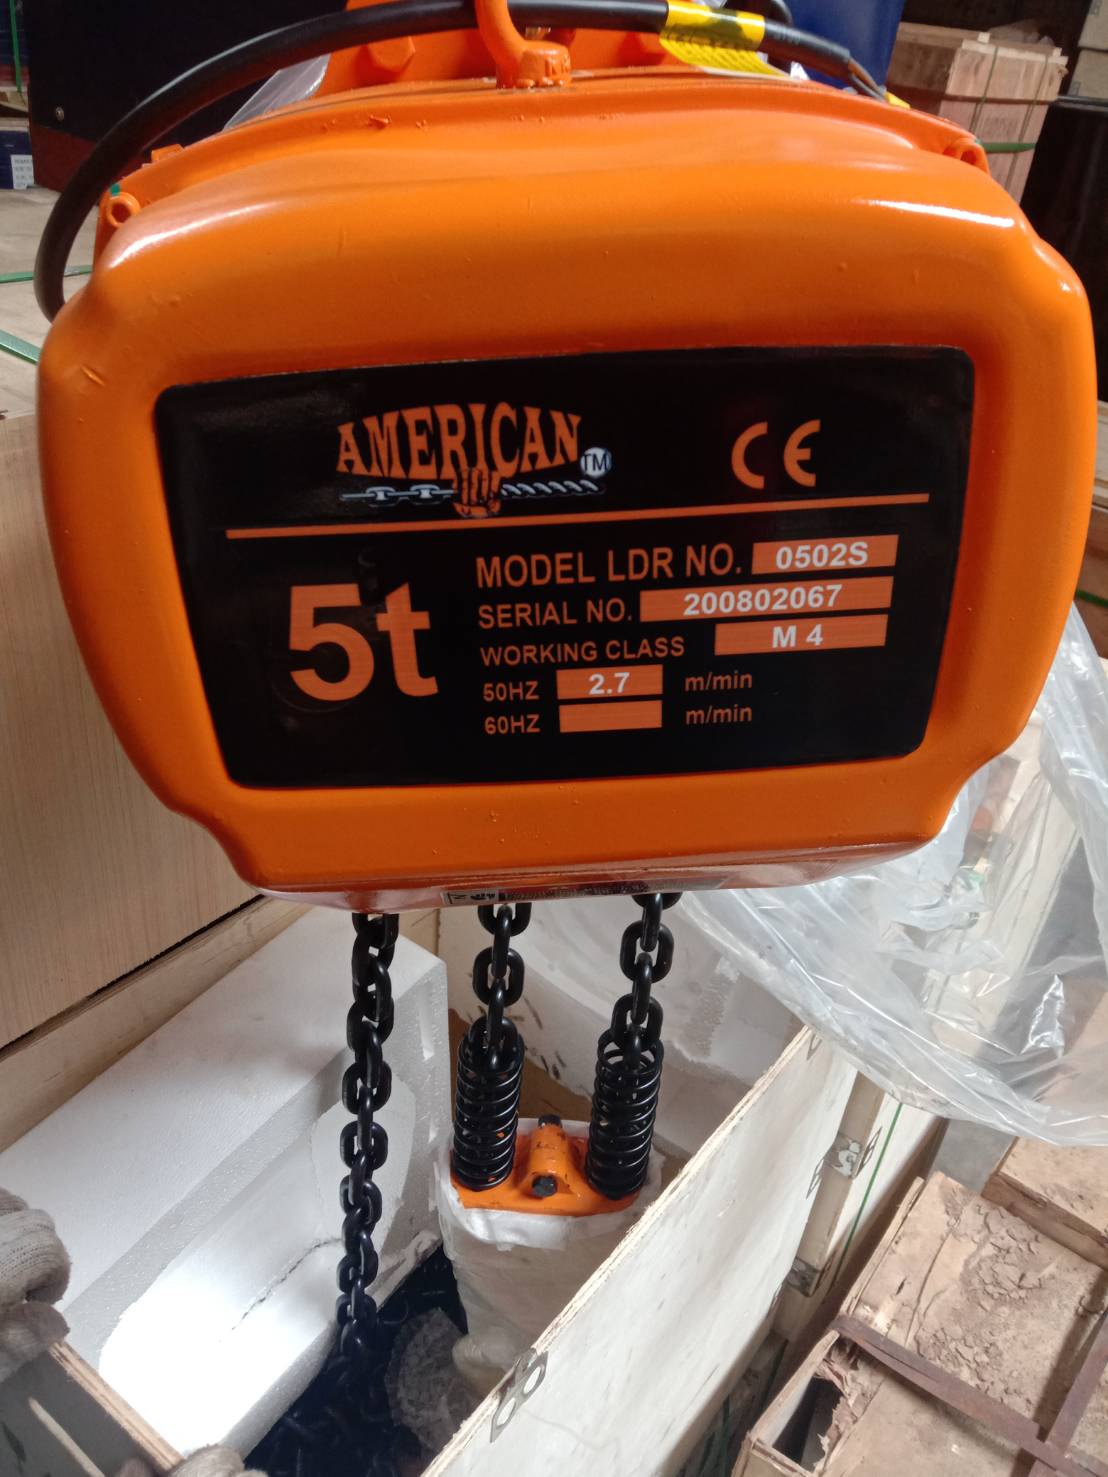 AMERICAN TM
CE
5t
MODEL LDR NO. 0502S
SERIAL NO. 200802067
WORKING CLASS M 4
50HZ 2.7 m/min
60HZ m/min